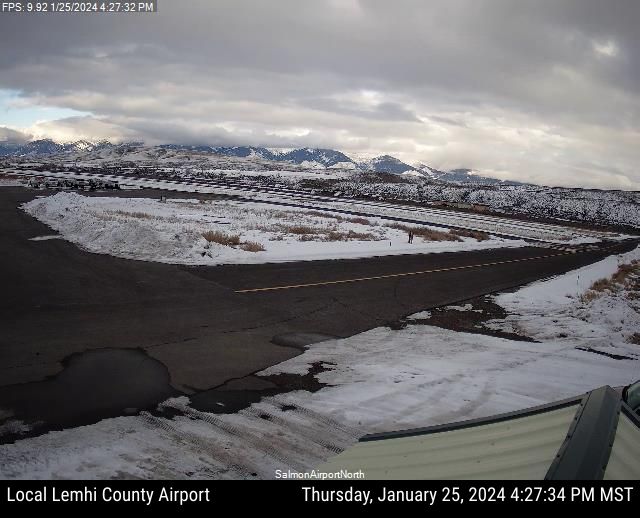 FPS: 9.92 1/25/2024 4:27:32 PM
SalmonAirportNorth
Local Lemhi County Airport Thursday, January 25, 2024 4:27:34 PM MST